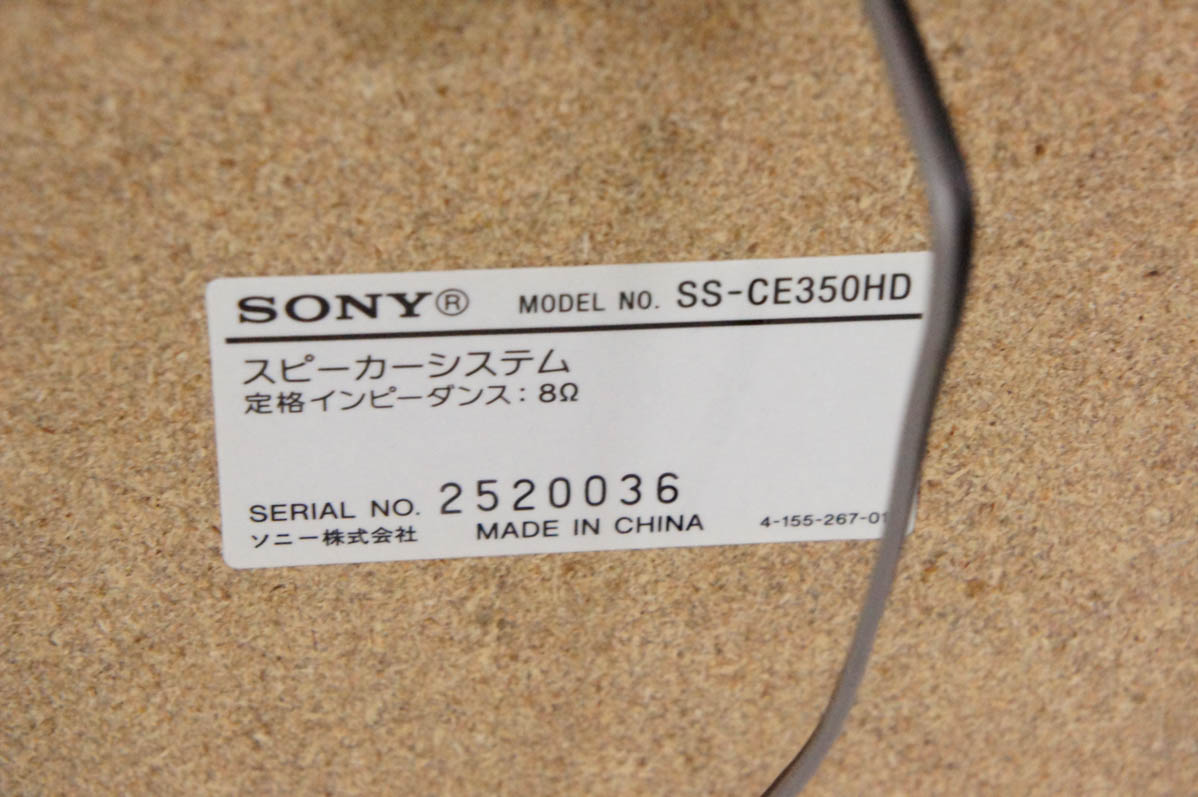 SONY® MODEL NO. SS-CE350HD
スピーカーシステム
定格インピーダンス：8Ω
SERIAL NO. 2520036
ソニー株式会社 MADE IN CHINA 4-155-267-01